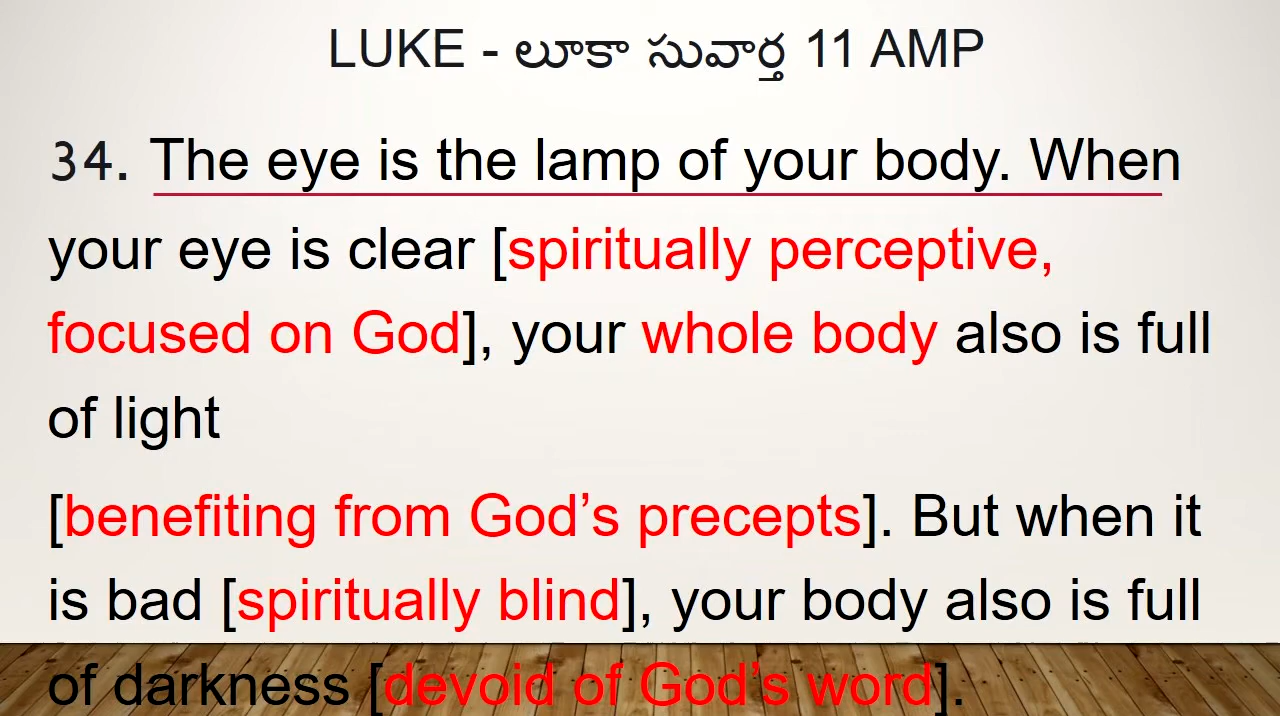 LUKE - లూకా సువార్త 11 AMP
34. The eye is the lamp of your body. When
your eye is clear [spiritually perceptive,
focused on God], your whole body also is full
of light
[benefiting from God’s precepts]. But when it
is bad [spiritually blind], your body also is full
of darkness [devoid of God’s word].